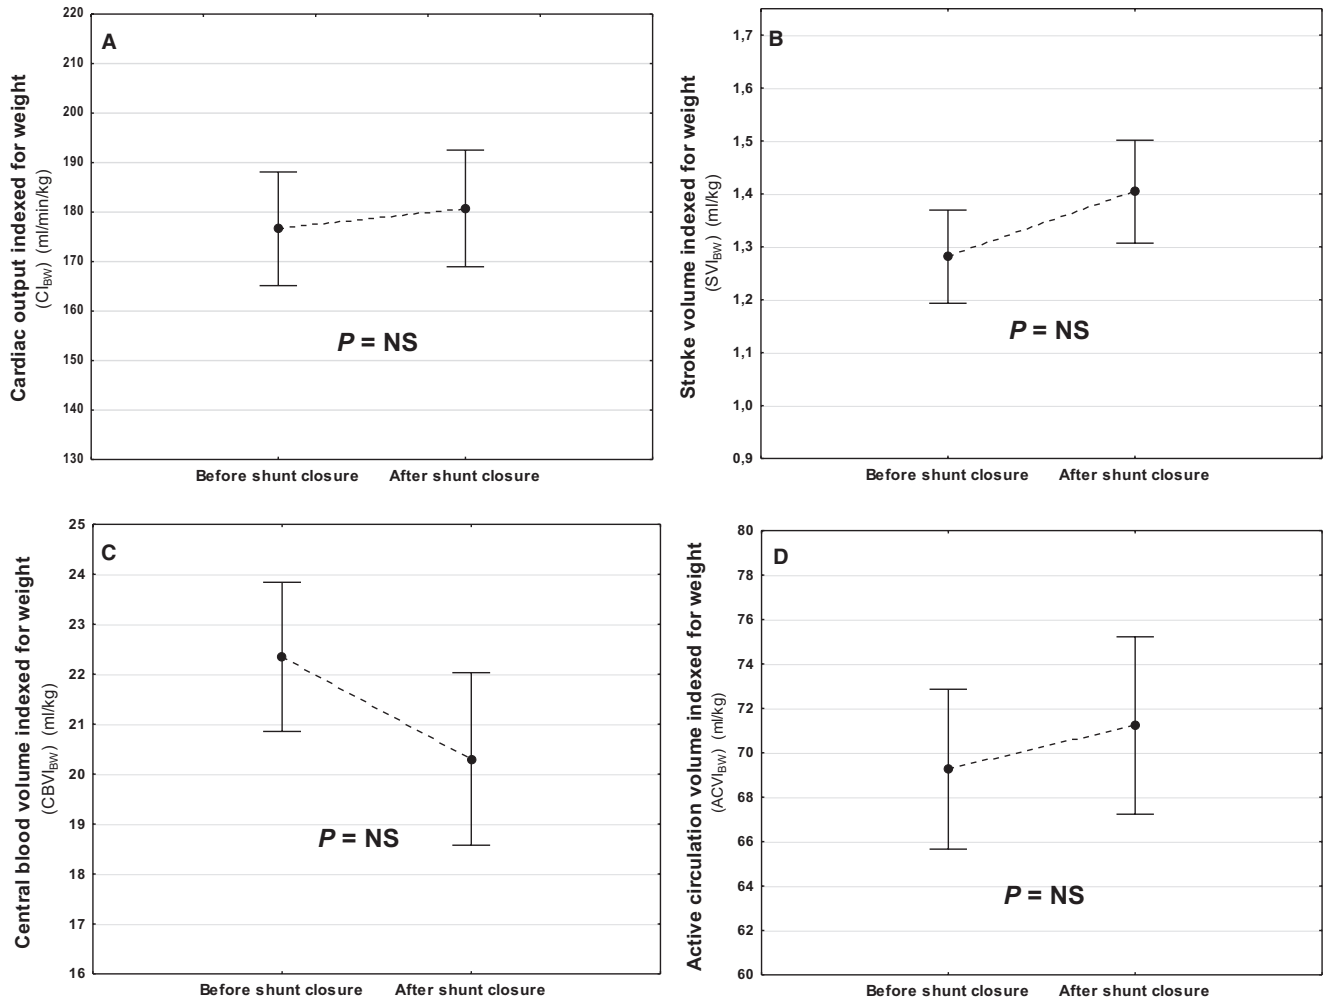 A
Cardiac output indexed for weight
(CI_BW) (ml/min/kg)
220
210
200
190
180
170
160
150
140
130
P = NS
Before shunt closure After shunt closure
B
Stroke volume indexed for weight
(SVI_BW) (ml/kg)
1,7
1,6
1,5
1,4
1,3
1,2
1,1
1,0
0,9
P = NS
Before shunt closure After shunt closure
C
Central blood volume indexed for weight
(CBVI_BW) (ml/kg)
25
24
23
22
21
20
19
18
17
16
P = NS
Before shunt closure After shunt closure
D
Active circulation volume indexed for weight
(ACVI_BW) (ml/kg)
80
78
76
74
72
70
68
66
64
62
60
P = NS
Before shunt closure After shunt closure